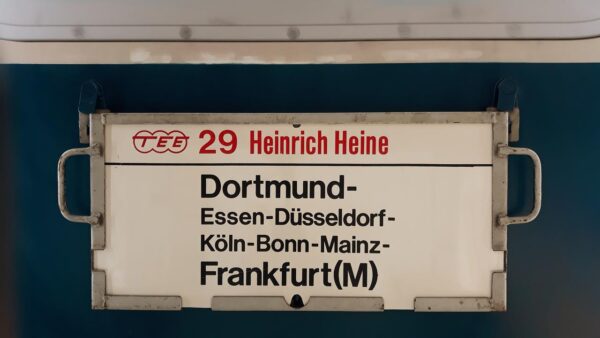 TEE 29 Heinrich Heine
Dortmund-
Essen-Düsseldorf-
Köln-Bonn-Mainz-
Frankfurt(M)